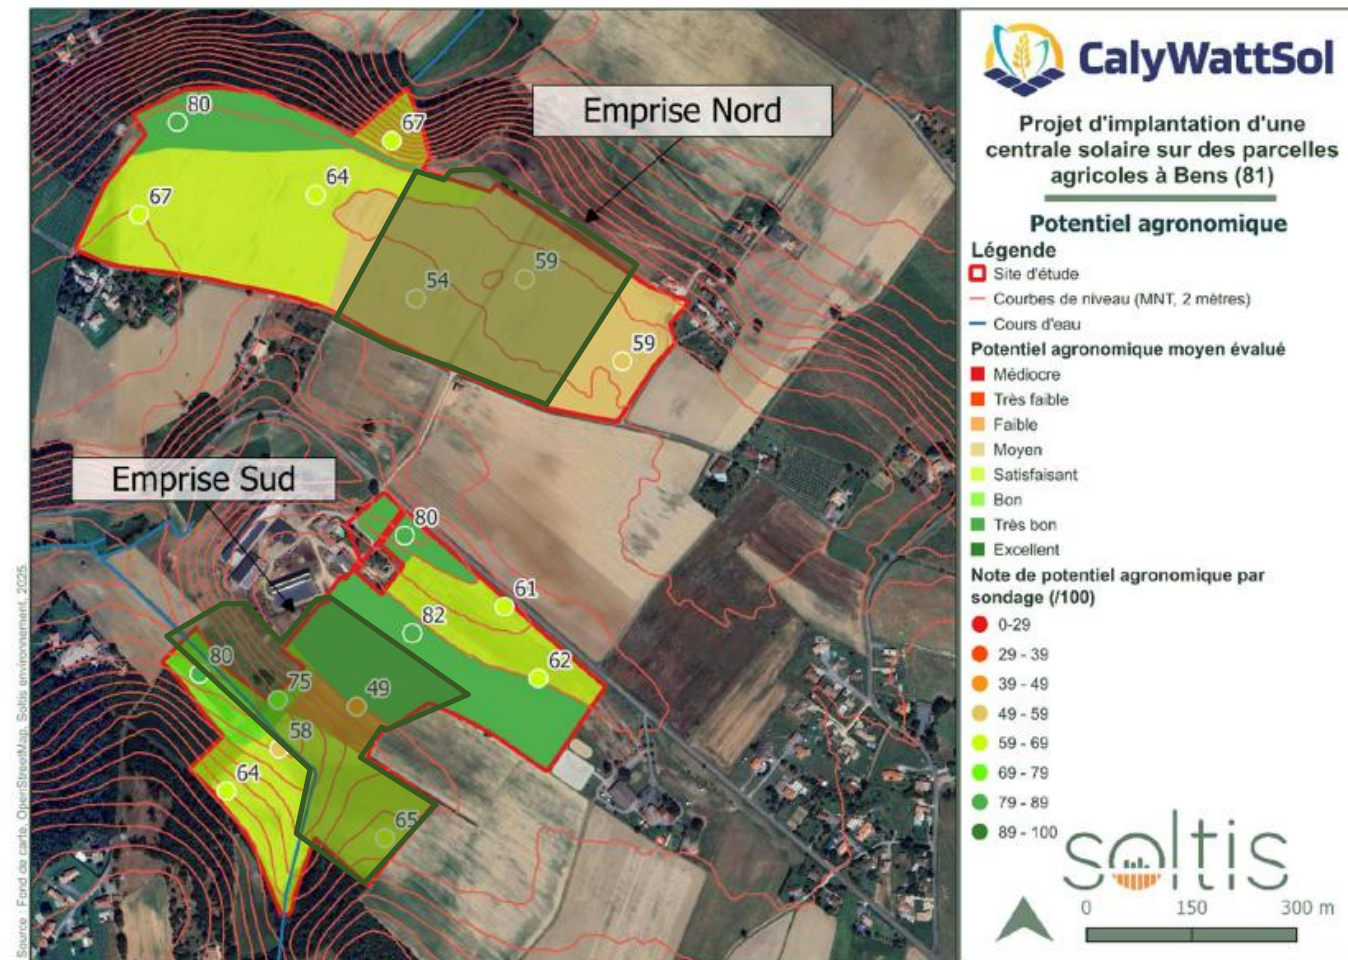 Emprise Nord
80
67
64
67
59
54
59
Emprise Sud
80
61
82
62
80
75
49
58
64
65
Source : Fond de carte, OpenStreetMap, Soltis environnement, 2025
CalyWattSol
Projet d'implantation d'une
centrale solaire sur des parcelles
agricoles à Bens (81)
Potentiel agronomique
Légende
Site d'étude
Courbes de niveau (MNT, 2 mètres)
Cours d'eau
Potentiel agronomique moyen évalué
Médiocre
Très faible
Faible
Moyen
Satisfaisant
Bon
Très bon
Excellent
Note de potentiel agronomique par
sondage (/100)
0-29
29 - 39
39 - 49
49 - 59
59 - 69
69 - 79
79 - 89
89 - 100
soltis
0 150 300 m